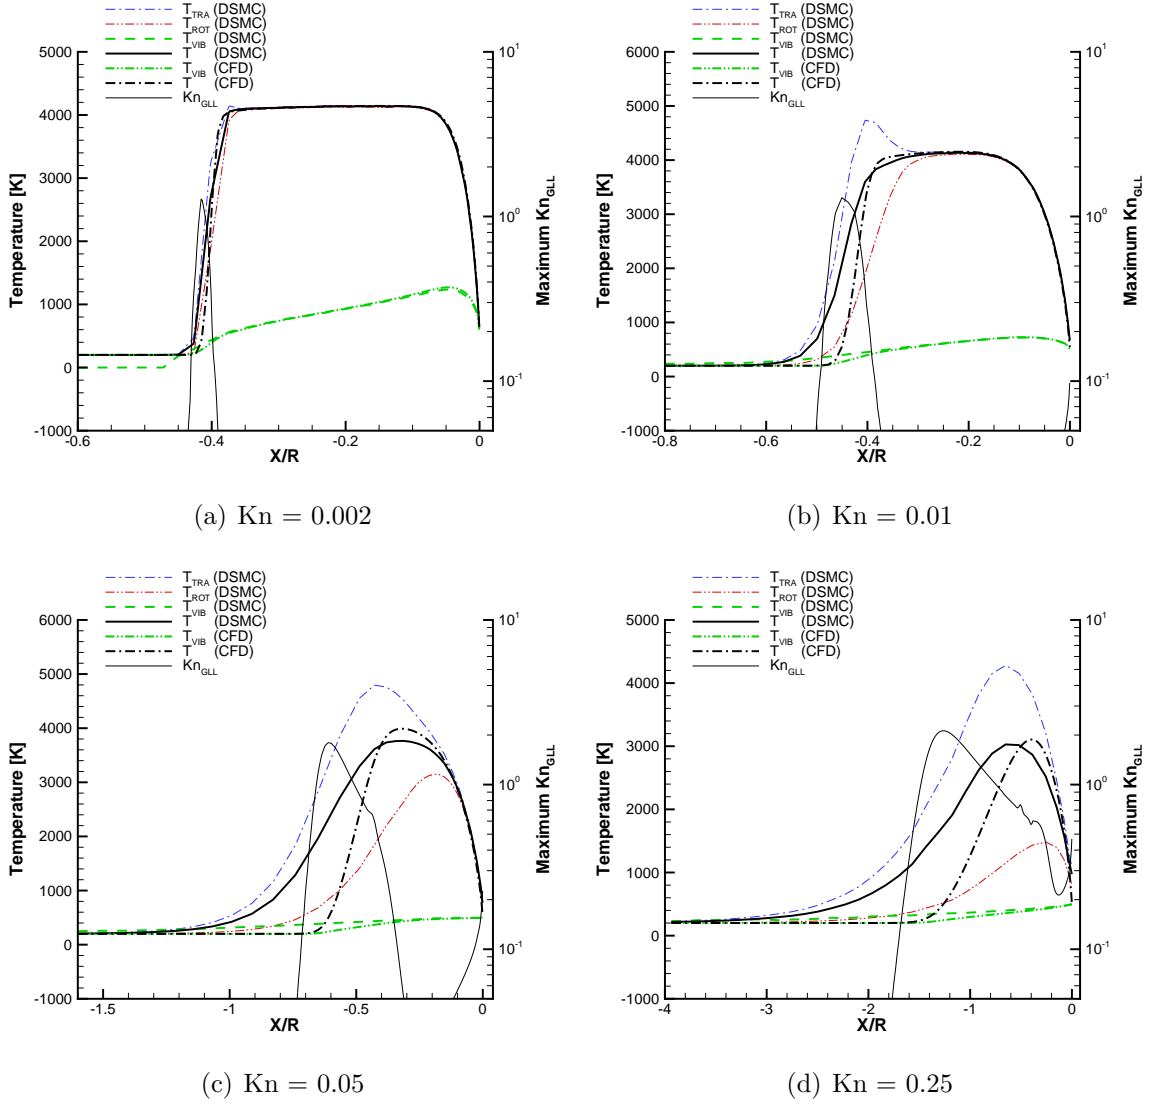 T_TRA (DSMC)
T_ROT (DSMC)
T_VIB (DSMC)
T (DSMC)
T_VIB (CFD)
T (CFD)
Kn_GLL
5000
4000
3000
2000
1000
0
-1000
Temperature [K]
-0.6
-0.4
-0.2
0
X/R
10^1
10^0
10^-1
Maximum Kn_GLL
(a) Kn = 0.002
T_TRA (DSMC)
T_ROT (DSMC)
T_VIB (DSMC)
T (DSMC)
T_VIB (CFD)
T (CFD)
Kn_GLL
6000
5000
4000
3000
2000
1000
0
-1000
Temperature [K]
-0.8
-0.6
-0.4
-0.2
0
X/R
10^1
10^0
10^-1
Maximum Kn_GLL
(b) Kn = 0.01
T_TRA (DSMC)
T_ROT (DSMC)
T_VIB (DSMC)
T (DSMC)
T_VIB (CFD)
T (CFD)
Kn_GLL
6000
5000
4000
3000
2000
1000
0
-1000
Temperature [K]
-1.5
-1
-0.5
0
X/R
10^1
10^0
10^-1
Maximum Kn_GLL
(c) Kn = 0.05
T_TRA (DSMC)
T_ROT (DSMC)
T_VIB (DSMC)
T (DSMC)
T_VIB (CFD)
T (CFD)
Kn_GLL
5000
4000
3000
2000
1000
0
-1000
Temperature [K]
-4
-3
-2
-1
0
X/R
10^1
10^0
10^-1
Maximum Kn_GLL
(d) Kn = 0.25